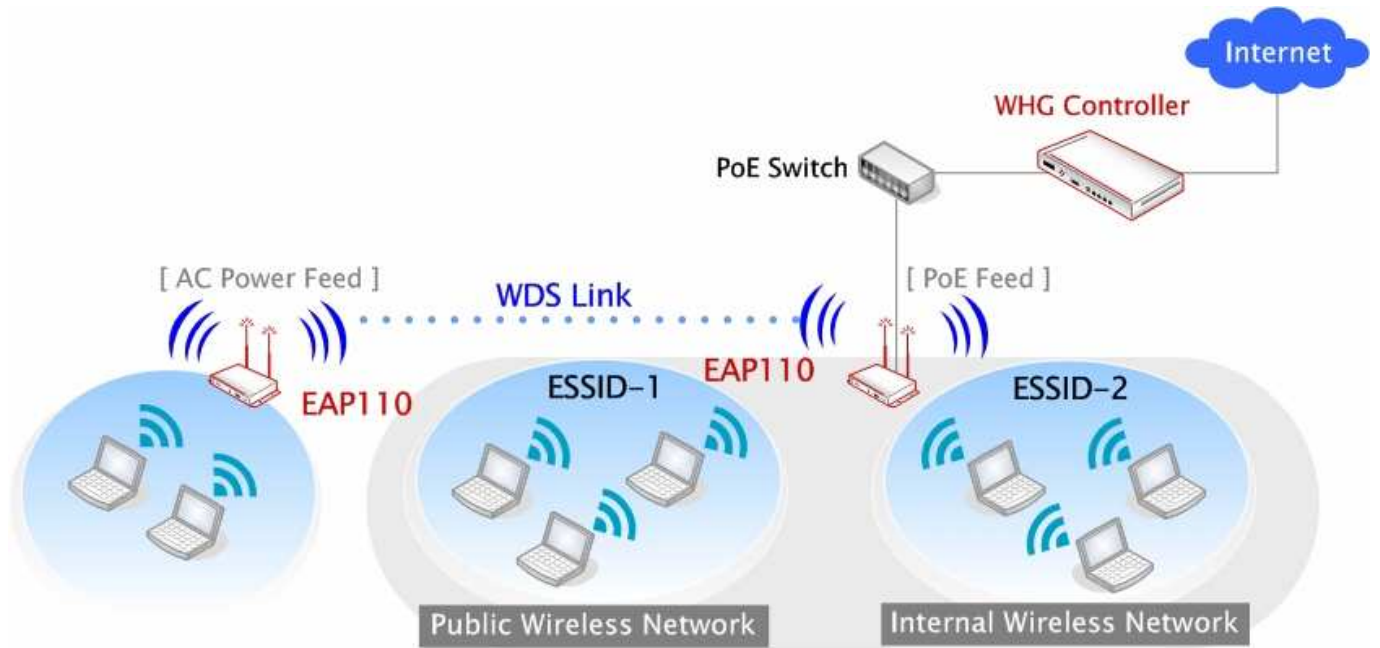 Internet
WHG Controller
PoE Switch
[ AC Power Feed ]
[ PoE Feed ]
WDS Link
EAP110
EAP110
ESSID-1
ESSID-2
Public Wireless Network
Internal Wireless Network